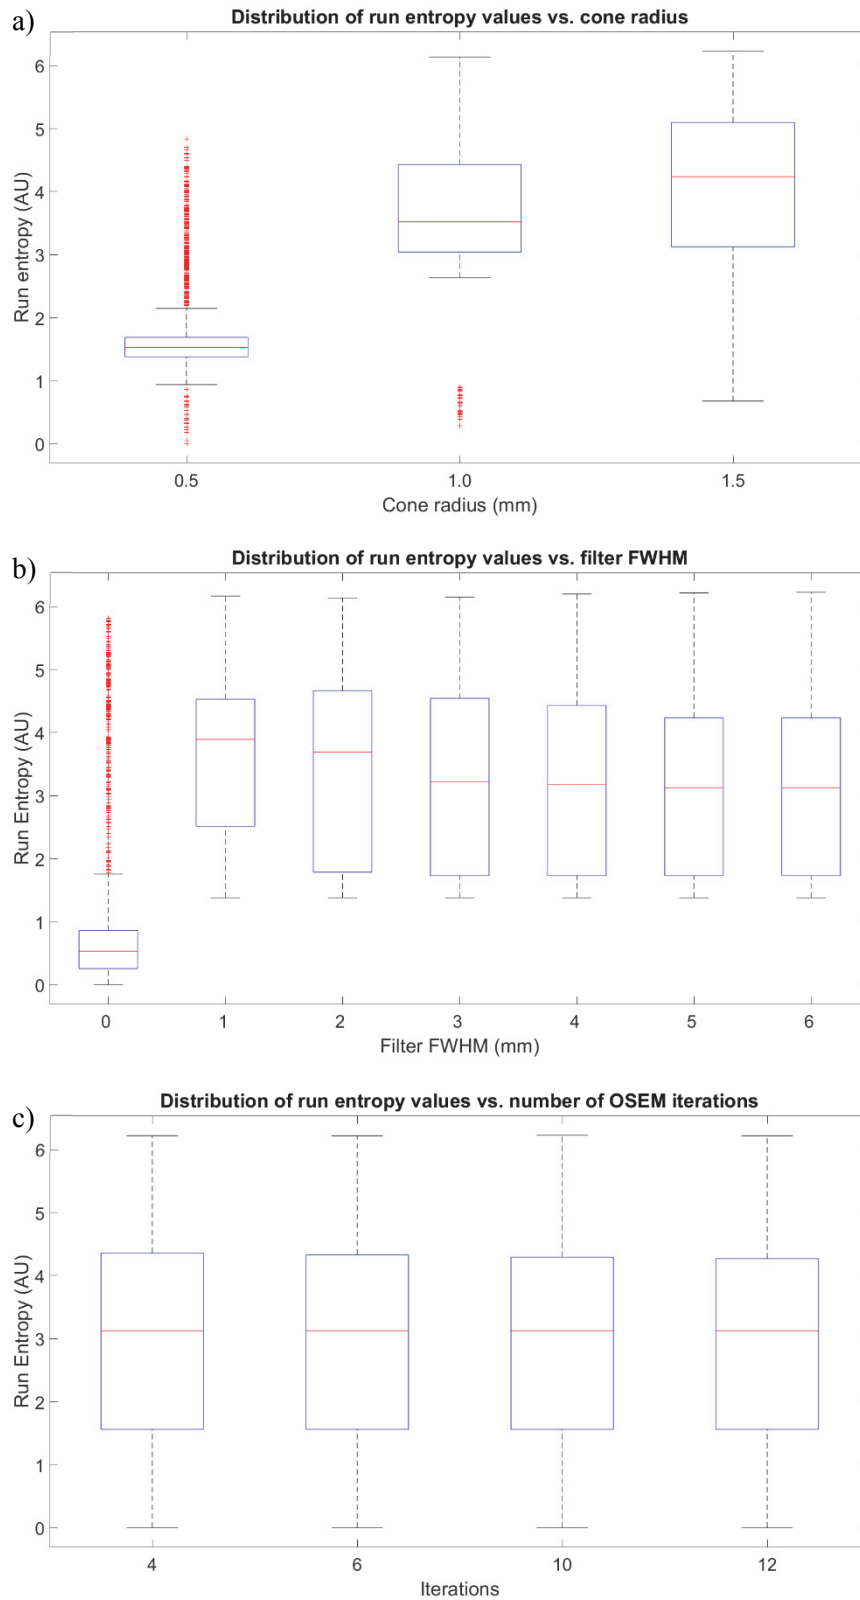 a)
Distribution of run entropy values vs. cone radius
Run entropy (AU)
6
5
4
3
2
1
0
0.5 1.0 1.5
Cone radius (mm)
b)
Distribution of run entropy values vs. filter FWHM
Run Entropy (AU)
6
5
4
3
2
1
0
0 1 2 3 4 5 6
Filter FWHM (mm)
c)
Distribution of run entropy values vs. number of OSEM iterations
Run Entropy (AU)
6
5
4
3
2
1
0
4 6 10 12
Iterations